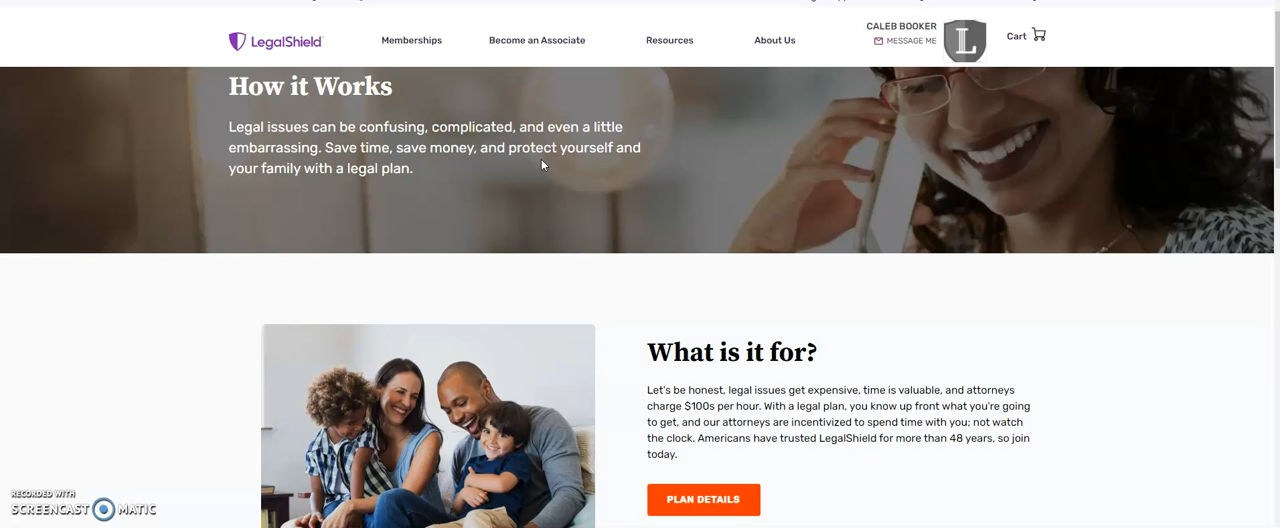 LegalShield
Memberships
Become an Associate
Resources
About Us
CALEB BOOKER
MESSAGE ME
L
Cart
How it Works
Legal issues can be confusing, complicated, and even a little
embarrassing. Save time, save money, and protect yourself and
your family with a legal plan.
What is it for?
Let's be honest, legal issues get expensive, time is valuable, and attorneys
charge $100s per hour. With a legal plan, you know up front what you're going
to get, and our attorneys are incentivized to spend time with you; not watch
the clock. Americans have trusted LegalShield for more than 48 years, so join
today.
PLAN DETAILS
RECORDED WITH
SCREENCAST MATIC